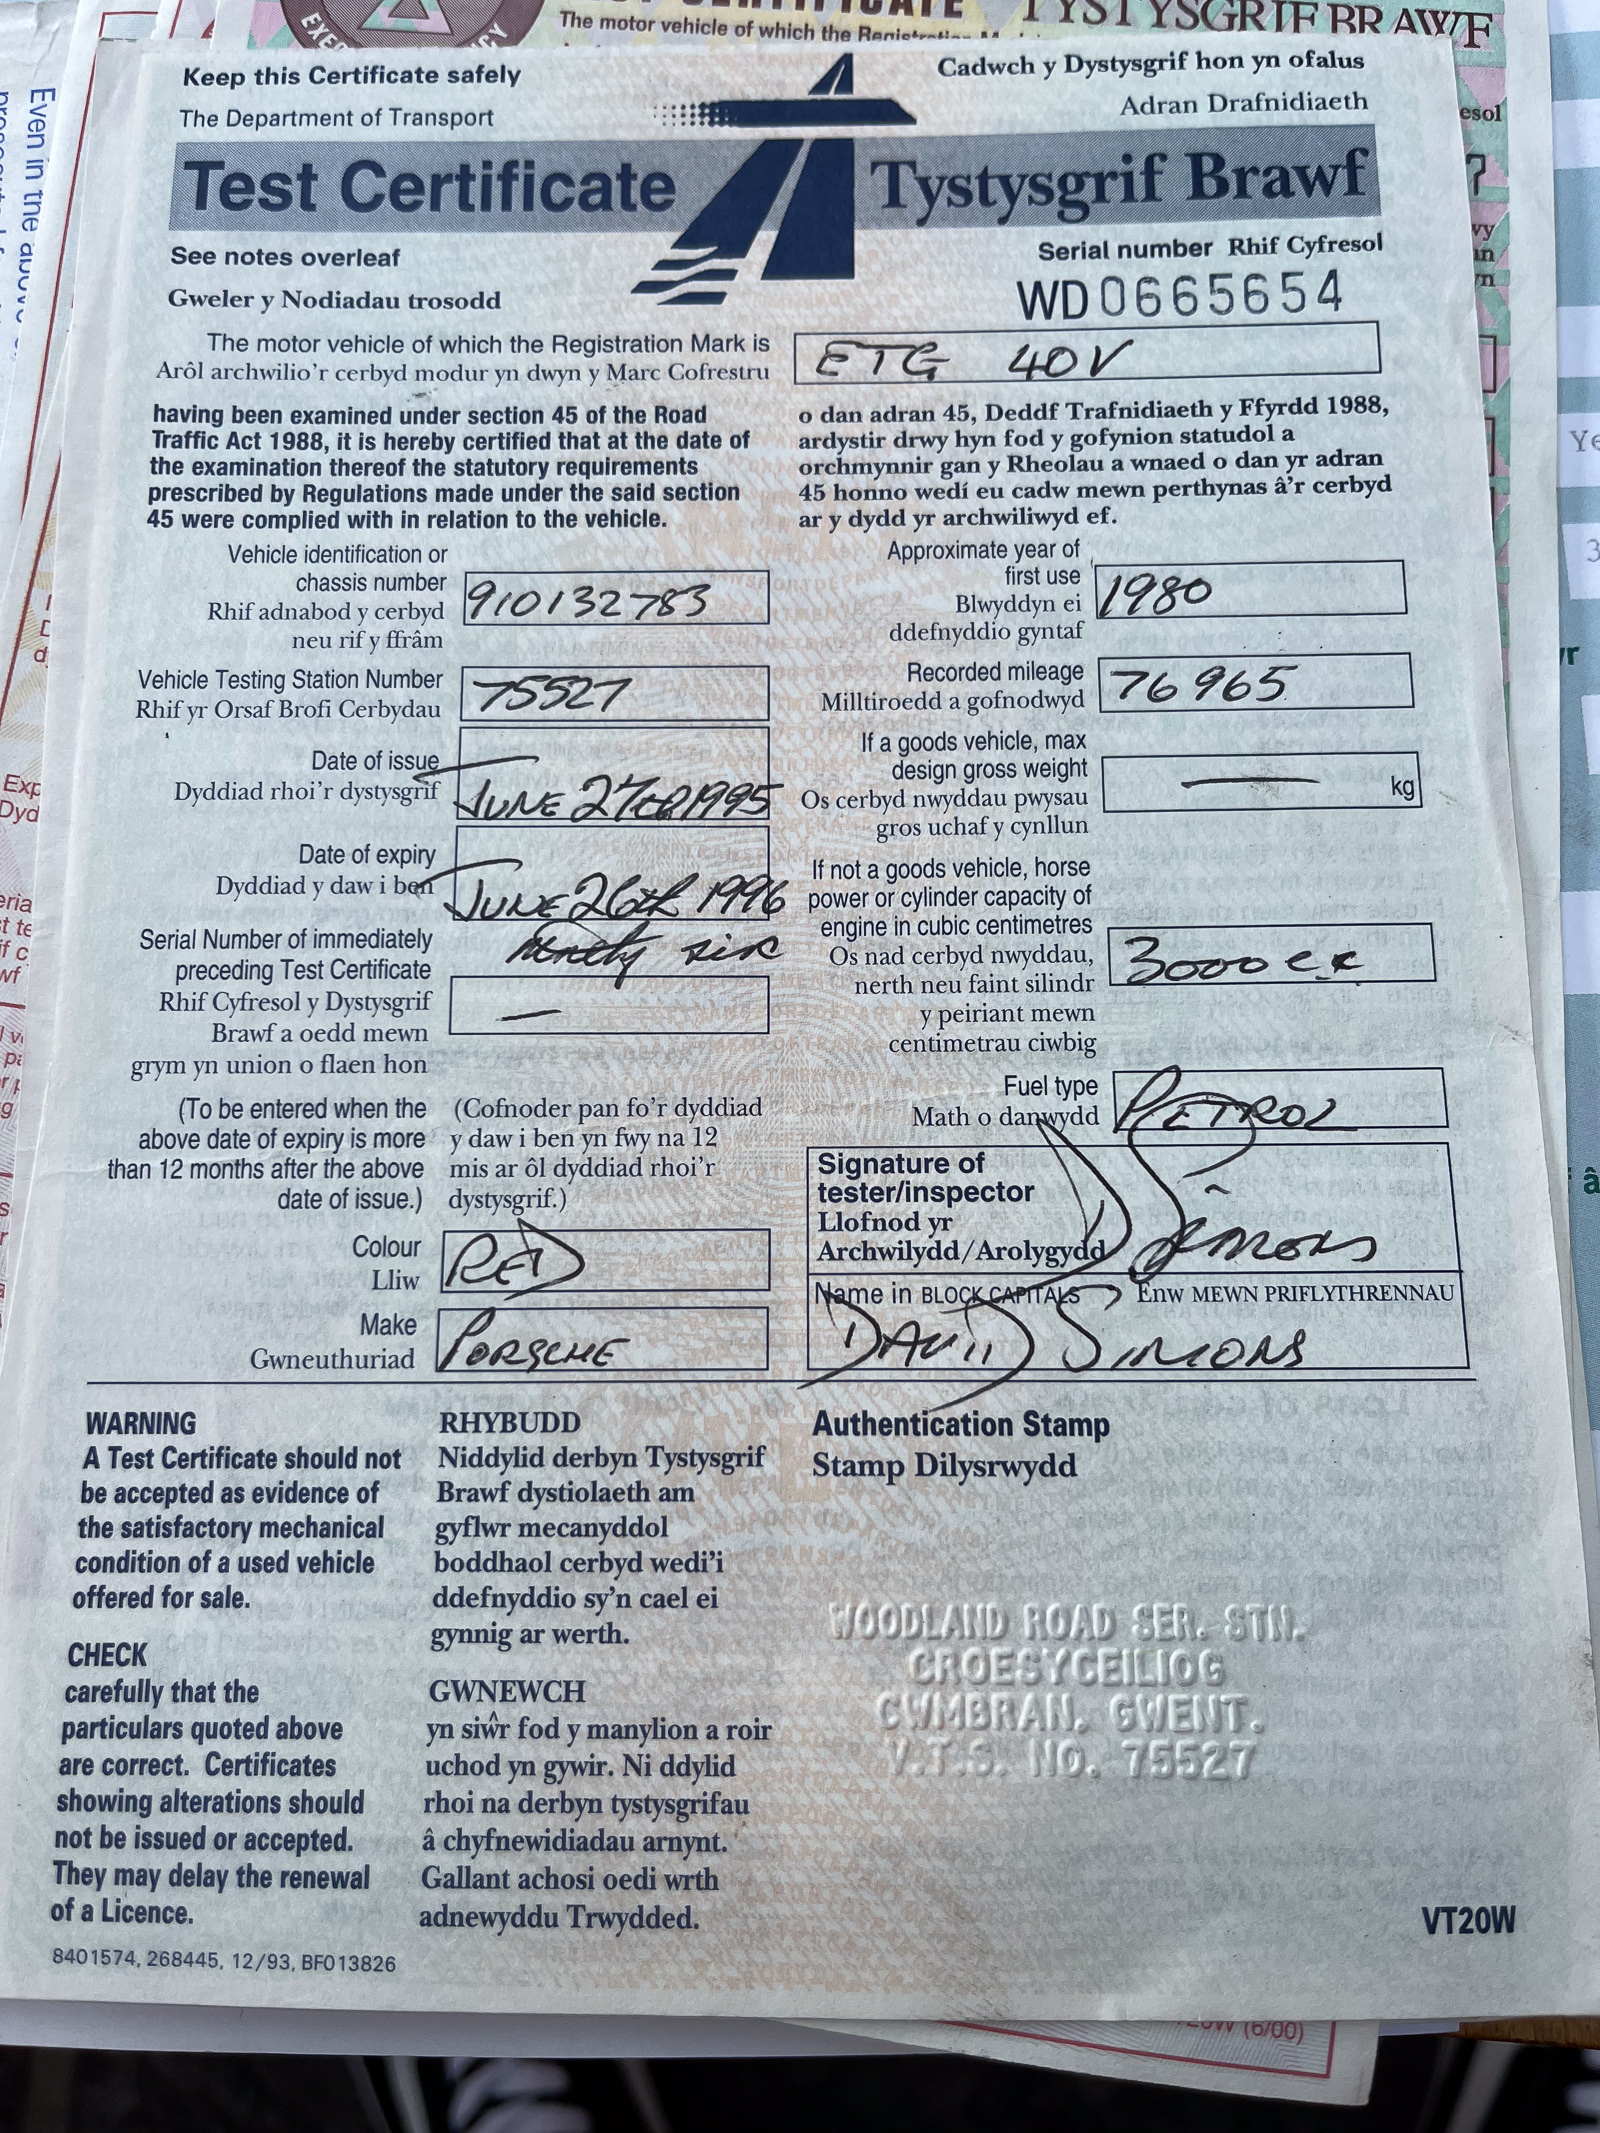 The motor vehicle of which the
TYSTYSGRIF BRAWF
Keep this Certificate safely
Cadwch y Dystysgrif hon yn ofalus
The Department of Transport
Adran Drafnidiaeth
Test Certificate
Tystysgrif Brawf
See notes overleaf
Gweler y Nodiadau trosodd
Serial number Rhif Cyfresol
WD0665654
The motor vehicle of which the Registration Mark is
Arôl archwilio'r cerbyd modur yn dwyn y Marc Cofrestru
ETG 40V
having been examined under section 45 of the Road
Traffic Act 1988, it is hereby certified that at the date of
the examination thereof the statutory requirements
prescribed by Regulations made under the said section
45 were complied with in relation to the vehicle.
o dan adran 45, Deddf Trafnidiaeth y Ffyrdd 1988,
ardystir drwy hyn fod y gofynion statudol a
orchmynnir gan y Rheolau a wnaed o dan yr adran
45 honno wedí eu cadw mewn perthynas â'r cerbyd
ar y dydd yr archwiliwyd ef.
Vehicle identification or
chassis number
Rhif adnabod y cerbyd
neu rif y ffrâm
910132783
Approximate year of
first use
Blwyddyn ei
ddefnyddio gyntaf
1980
Vehicle Testing Station Number
Rhif yr Orsaf Brofi Cerbydau
75527
Recorded mileage
Milltiroedd a gofnodwyd
76965
Date of issue
Dyddiad rhoi'r dystysgrif
JUNE 27 1995
If a goods vehicle, max
design gross weight
Os cerbyd nwyddau pwysau
gros uchaf y cynllun
— kg
Date of expiry
Dyddiad y daw i ben
JUNE 26th 1996
ninety six
If not a goods vehicle, horse
power or cylinder capacity of
engine in cubic centimetres
Os nad cerbyd nwyddau,
nerth neu faint silindr
y peiriant mewn
centimetrau ciwbig
3000 cc
Serial Number of immediately
preceding Test Certificate
Rhif Cyfresol y Dystysgrif
Brawf a oedd mewn
grym yn union o flaen hon
—
Fuel type
Math o danwydd
PETROL
(To be entered when the
above date of expiry is more
than 12 months after the above
date of issue.)
(Cofnoder pan fo'r dyddiad
y daw i ben yn fwy na 12
mis ar ôl dyddiad rhoi'r
dystysgrif.)
Signature of
tester/inspector
Llofnod yr
Archwilydd/Arolygydd
D Simons
Colour
Lliw
RED
Name in BLOCK CAPITALS
Enw MEWN PRIFLYTHRENNAU
DAVID SIMONS
Make
Gwneuthuriad
PORSCHE
WARNING
A Test Certificate should not
be accepted as evidence of
the satisfactory mechanical
condition of a used vehicle
offered for sale.
CHECK
carefully that the
particulars quoted above
are correct. Certificates
showing alterations should
not be issued or accepted.
They may delay the renewal
of a Licence.
RHYBUDD
Niddylid derbyn Tystysgrif
Brawf dystiolaeth am
gyflwr mecanyddol
boddhaol cerbyd wedi'i
ddefnyddio sy'n cael ei
gynnig ar werth.
GWNEWCH
yn siŵr fod y manylion a roir
uchod yn gywir. Ni ddylid
rhoi na derbyn tystysgrifau
â chyfnewidiadau arnynt.
Gallant achosi oedi wrth
adnewyddu Trwydded.
Authentication Stamp
Stamp Dilysrwydd
WOODLAND ROAD SER. STN.
CROESYCEILIOG
CWMBRAN. GWENT.
V.T.S. NO. 75527
VT20W
8401574, 268445, 12/93, BF013826
(6/00)
Even in the